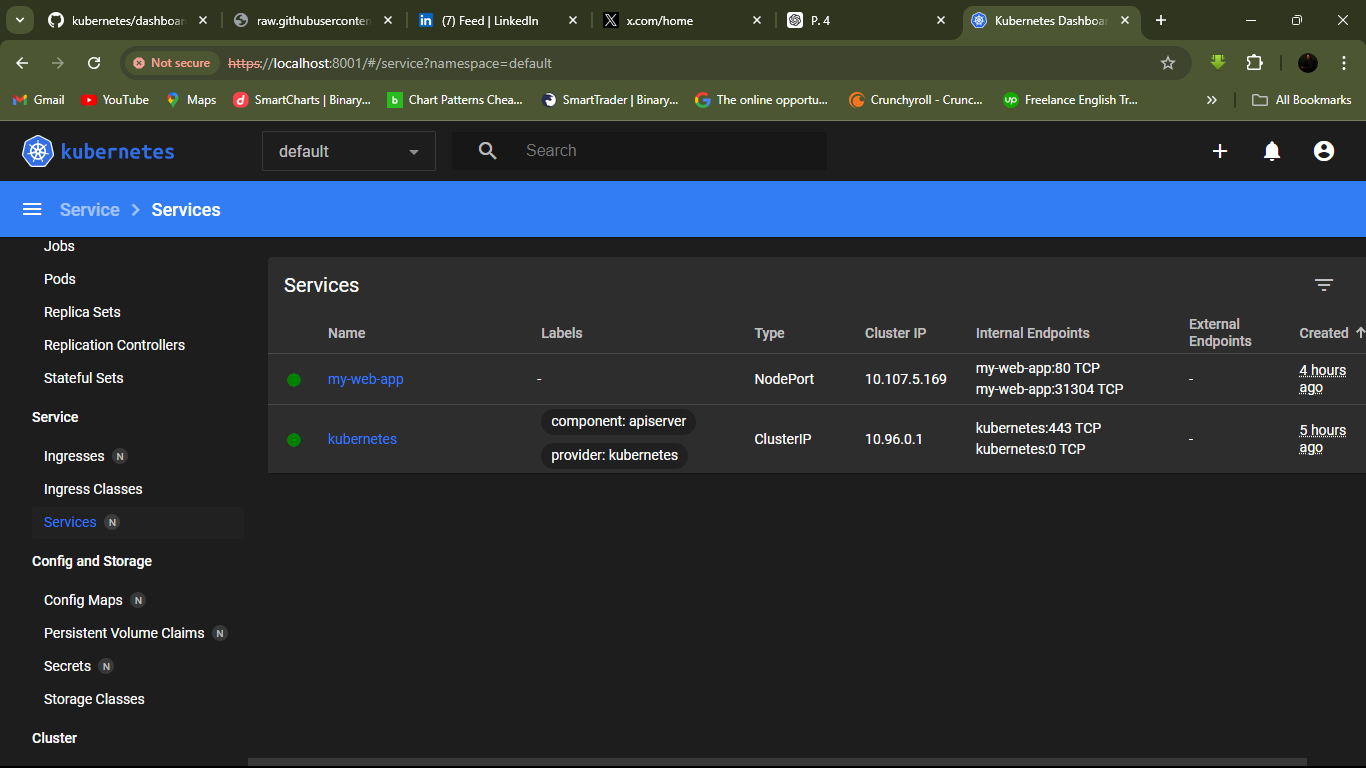 kubernetes/dashboar
raw.githubuserconten
(7) Feed | LinkedIn
x.com/home
P. 4
Kubernetes Dashboar
Not secure
https://localhost:8001/#/service?namespace=default
Gmail
YouTube
Maps
SmartCharts | Binary...
Chart Patterns Chea...
SmartTrader | Binary...
The online opportu...
Crunchyroll - Crunc...
Freelance English Tr...
All Bookmarks
kubernetes
default
Search
Service
Services
Jobs
Pods
Replica Sets
Replication Controllers
Stateful Sets
Service
Ingresses N
Ingress Classes
Services N
Config and Storage
Config Maps N
Persistent Volume Claims N
Secrets N
Storage Classes
Cluster
Services
Name
Labels
Type
Cluster IP
Internal Endpoints
External
Endpoints
Created
my-web-app
-
NodePort
10.107.5.169
my-web-app:80 TCP
my-web-app:31304 TCP
-
4 hours
ago
kubernetes
component: apiserver
provider: kubernetes
ClusterIP
10.96.0.1
kubernetes:443 TCP
kubernetes:0 TCP
-
5 hours
ago